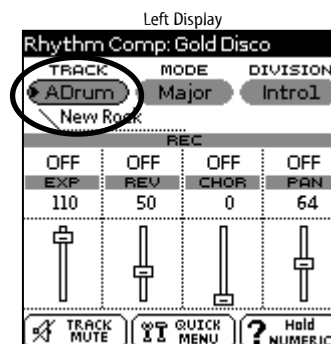 Left Display
Rhythm Comp: Gold Disco
TRACK MODE DIVISION
ADrum Major Intro1
New Rock
REC
OFF OFF OFF OFF
EXP REV CHOR PAN
110 50 0 64
TRACK MUTE QUICK MENU ? Hold NUMERIC